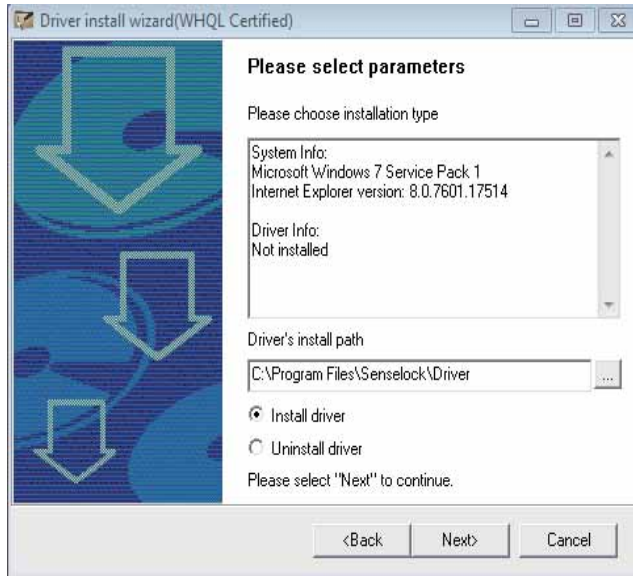 Driver install wizard(WHQL Certified)
Please select parameters
Please choose installation type
System Info:
Microsoft Windows 7 Service Pack 1
Internet Explorer version: 8.0.7601.17514
Driver Info:
Not installed
Driver's install path
C:\Program Files\Senselock\Driver
...
Install driver
Uninstall driver
Please select "Next" to continue.
<Back Next> Cancel